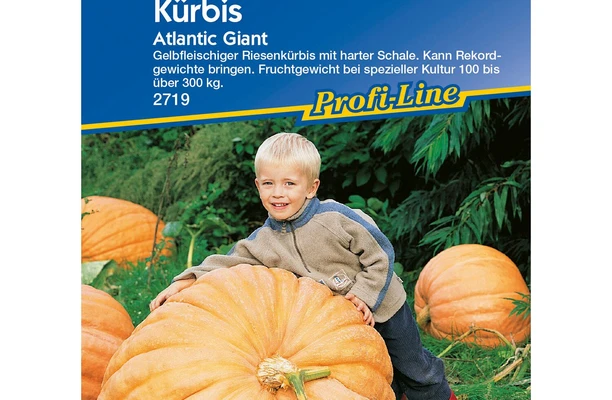 Kürbis
Atlantic Giant
Gelbfleischiger Riesenkürbis mit harter Schale. Kann Rekord-
gewichte bringen. Fruchtgewicht bei spezieller Kultur 100 bis
über 300 kg.
2719
Profi-Line